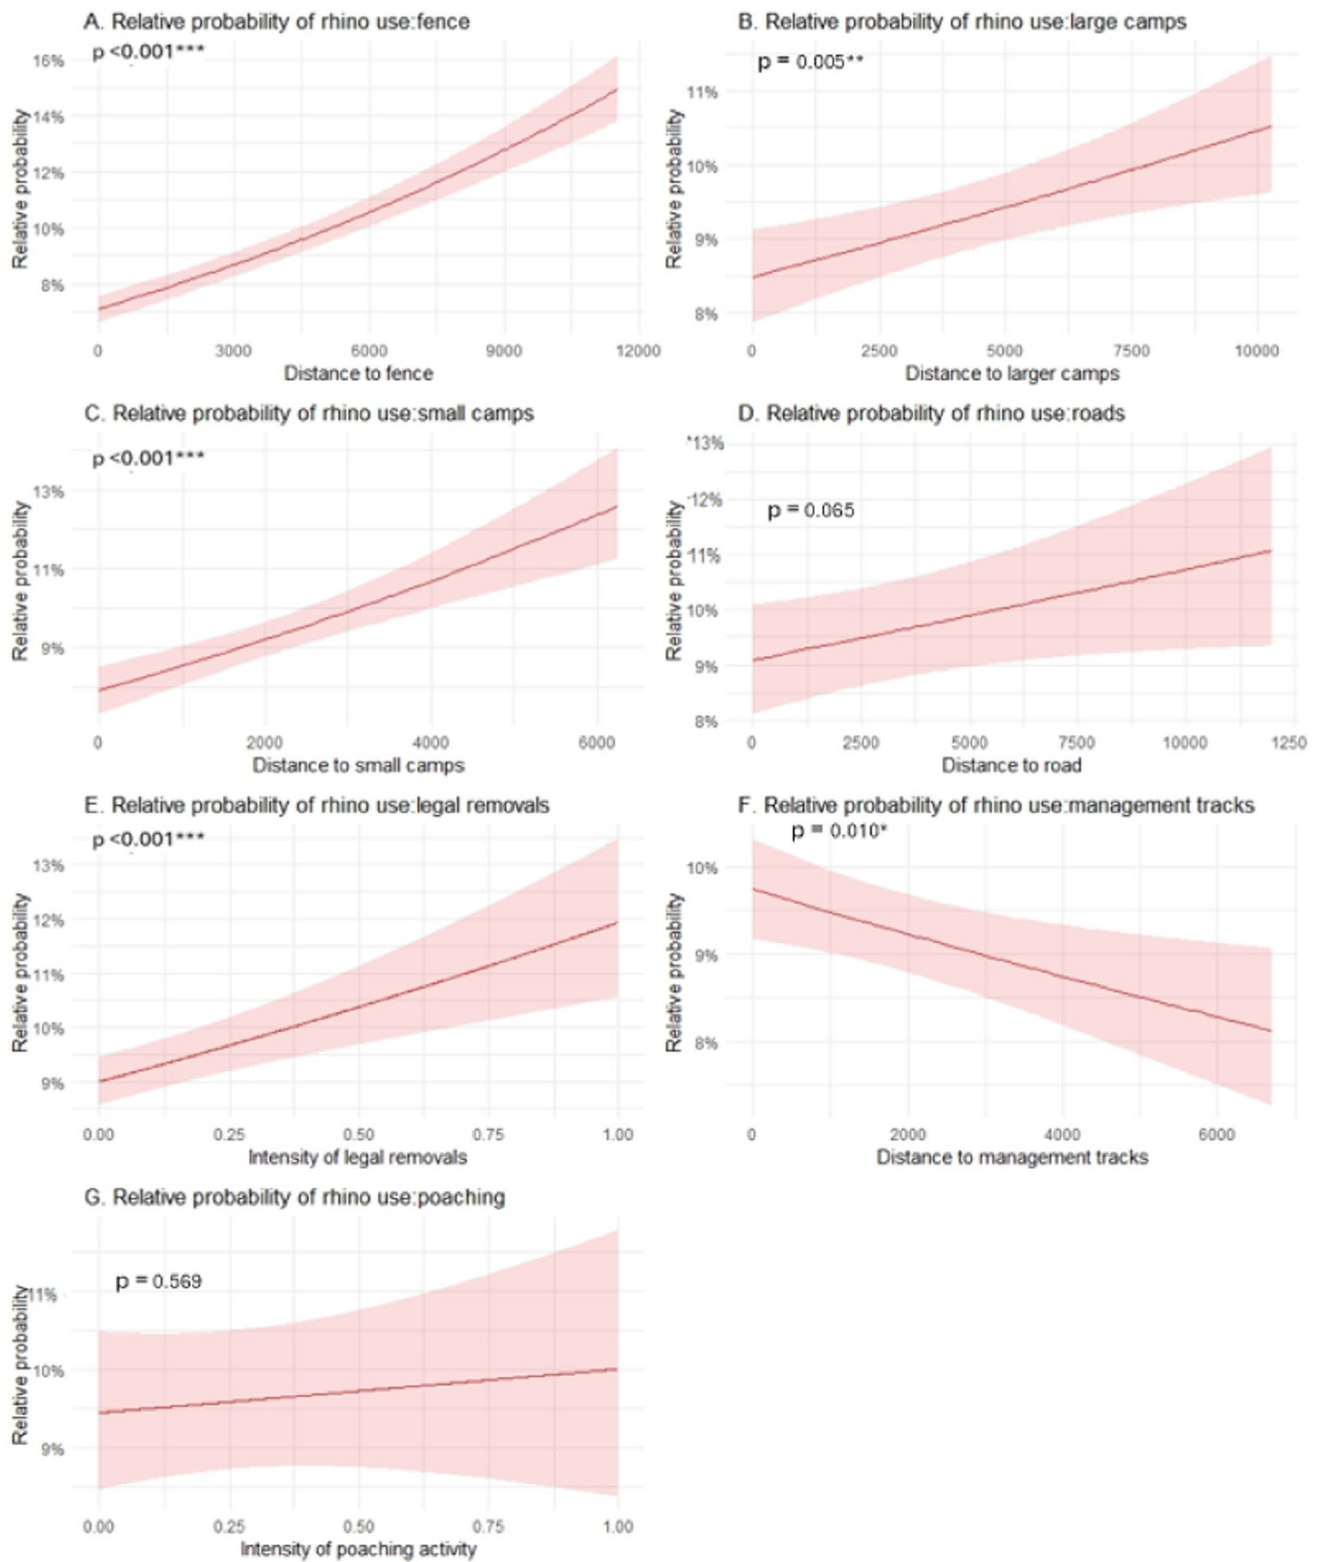 A. Relative probability of rhino use:fence
p <0.001***
16%
14%
12%
10%
8%
Relative probability
0 3000 6000 9000 12000
Distance to fence
B. Relative probability of rhino use:large camps
p = 0.005**
11%
10%
9%
8%
Relative probability
0 2500 5000 7500 10000
Distance to larger camps
C. Relative probability of rhino use:small camps
p <0.001***
13%
11%
9%
Relative probability
0 2000 4000 6000
Distance to small camps
D. Relative probability of rhino use:roads
13%
12%
p = 0.065
11%
10%
9%
8%
Relative probability
0 2500 5000 7500 10000 1250
Distance to road
E. Relative probability of rhino use:legal removals
p <0.001***
13%
12%
11%
10%
9%
Relative probability
0.00 0.25 0.50 0.75 1.00
Intensity of legal removals
F. Relative probability of rhino use:management tracks
p = 0.010*
10%
9%
8%
Relative probability
0 2000 4000 6000
Distance to management tracks
G. Relative probability of rhino use:poaching
p = 0.569
11%
10%
9%
Relative probability
0.00 0.25 0.50 0.75 1.00
Intensity of poaching activity